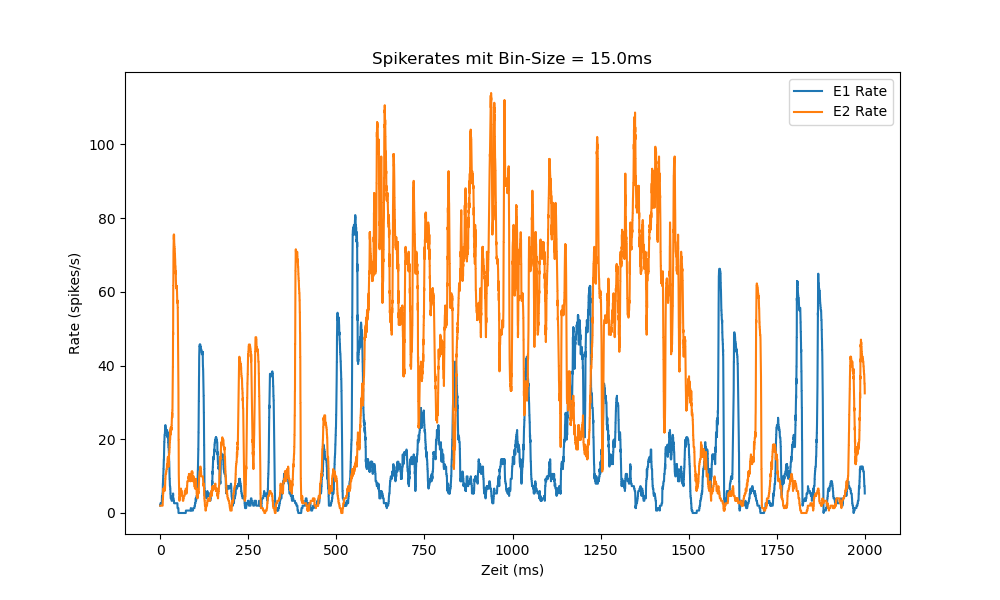 Spikerates mit Bin-Size = 15.0ms
E1 Rate
E2 Rate
Rate (spikes/s)
100
80
60
40
20
0
0 250 500 750 1000 1250 1500 1750 2000
Zeit (ms)